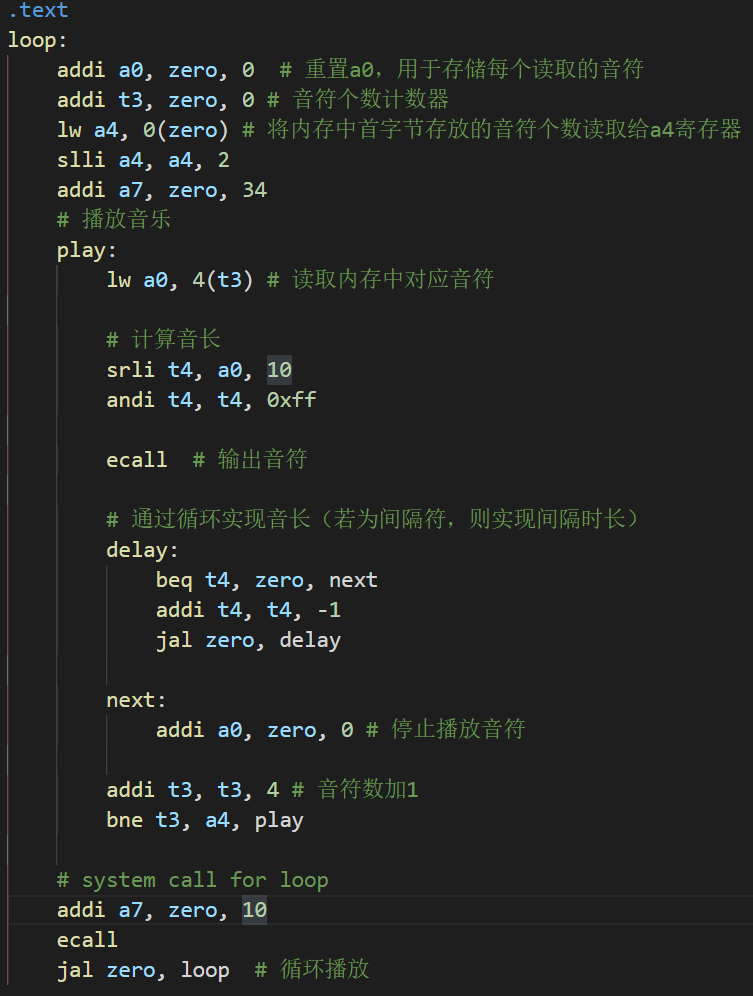 .text
loop:
addi a0, zero, 0  # 重置a0，用于存储每个读取的音符
addi t3, zero, 0 # 音符个数计数器
lw a4, 0(zero) # 将内存中首字节存放的音符个数读取给a4寄存器
slli a4, a4, 2
addi a7, zero, 34
# 播放音乐
play:
lw a0, 4(t3) # 读取内存中对应音符
# 计算音长
srli t4, a0, 10
andi t4, t4, 0xff
ecall  # 输出音符
# 通过循环实现音长（若为间隔符，则实现间隔时长）
delay:
beq t4, zero, next
addi t4, t4, -1
jal zero, delay
next:
addi a0, zero, 0 # 停止播放音符
addi t3, t3, 4 # 音符数加1
bne t3, a4, play
# system call for loop
addi a7, zero, 10
ecall
jal zero, loop  # 循环播放